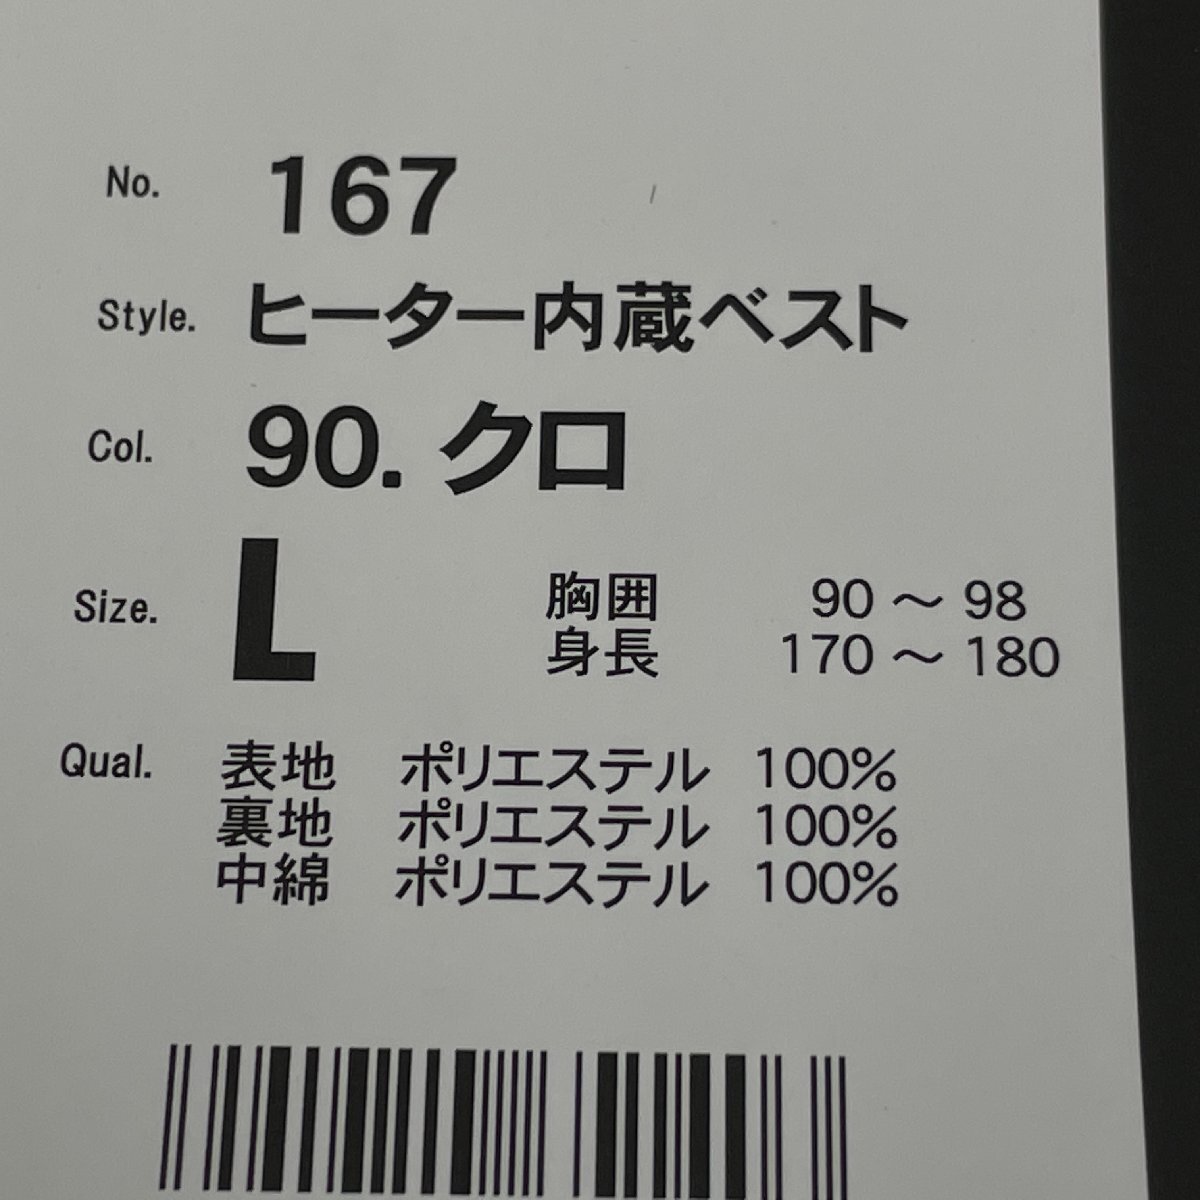 No. 167
Style. ヒーター内蔵ベスト
Col. 90. クロ
Size. L 胸囲 90 ～ 98
身長 170 ～ 180
Qual. 表地 ポリエステル 100%
裏地 ポリエステル 100%
中綿 ポリエステル 100%